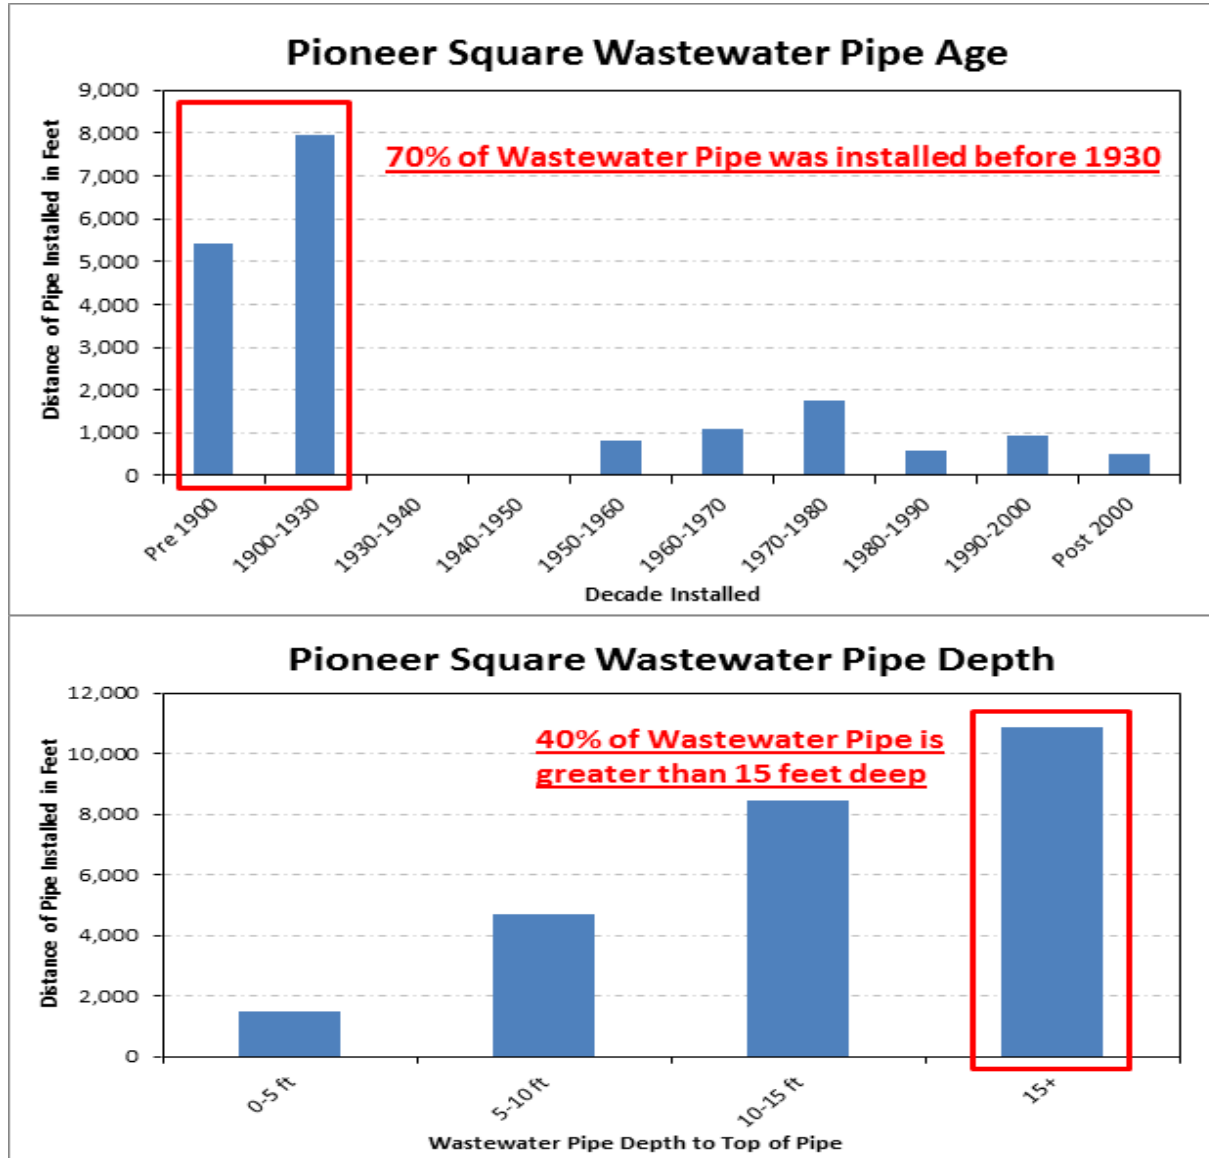 Pioneer Square Wastewater Pipe Age
Distance of Pipe Installed in Feet
9,000
8,000
7,000
6,000
5,000
4,000
3,000
2,000
1,000
0
70% of Wastewater Pipe was installed before 1930
Pre 1900
1900-1930
1930-1940
1940-1950
1950-1960
1960-1970
1970-1980
1980-1990
1990-2000
Post 2000
Decade Installed
Pioneer Square Wastewater Pipe Depth
Distance of Pipe Installed in Feet
12,000
10,000
8,000
6,000
4,000
2,000
0
40% of Wastewater Pipe is
greater than 15 feet deep
0-5 ft
5-10 ft
10-15 ft
15+
Wastewater Pipe Depth to Top of Pipe